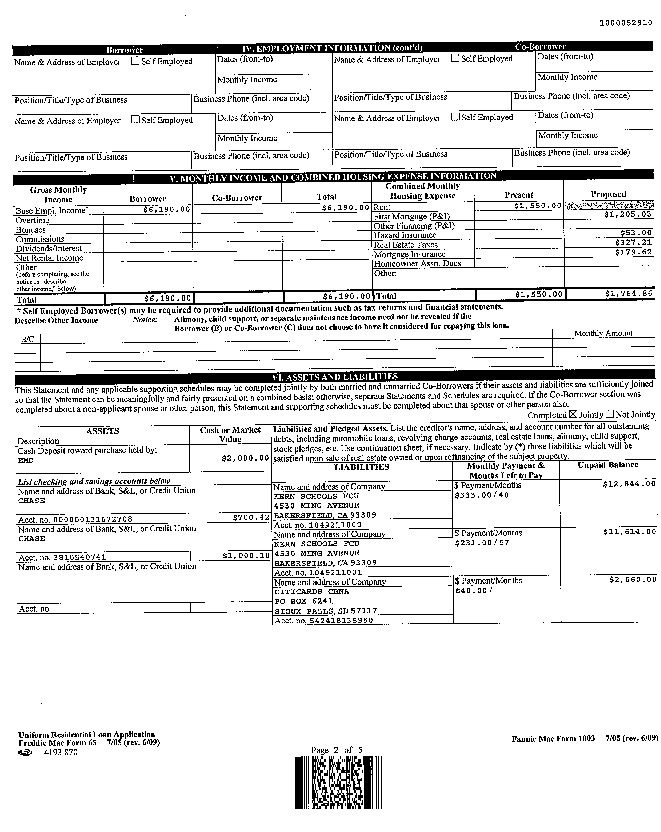 1000052910
IV. EMPLOYMENT INFORMATION (cont'd)
Borrower Co-Borrower
Name & Address of Employer Self Employed Dates (from-to) Name & Address of Employer Self Employed Dates (from-to)
Monthly Income Monthly Income
Position/Title/Type of Business Business Phone (incl. area code) Position/Title/Type of Business Business Phone (incl. area code)
Name & Address of Employer Self Employed Dates (from-to) Name & Address of Employer Self Employed Dates (from-to)
Monthly Income Monthly Income
Position/Title/Type of Business Business Phone (incl. area code) Position/Title/Type of Business Business Phone (incl. area code)
V. MONTHLY INCOME AND COMBINED HOUSING EXPENSE INFORMATION
Gross Monthly Income Borrower Co-Borrower Total Combined Monthly Housing Expense Present Proposed
Base Empl. Income* $6,190.00 $6,190.00 Rent $1,550.00
Overtime First Mortgage (P&I) $1,205.03
Bonuses Other Financing (P&I)
Commissions Hazard Insurance $53.00
Dividends/Interest Real Estate Taxes $327.21
Net Rental Income Mortgage Insurance $179.62
Other Homeowner Assn. Dues
(before completing, see the Other:
notice in "describe
other income," below)
Total $6,190.00 $6,190.00 Total $1,550.00 $1,764.86
* Self Employed Borrower(s) may be required to provide additional documentation such as tax returns and financial statements.
Describe Other Income Notice: Alimony, child support, or separate maintenance income need not be revealed if the
Borrower (B) or Co-Borrower (C) does not choose to have it considered for repaying this loan.
B/C Monthly Amount
VI. ASSETS AND LIABILITIES
This Statement and any applicable supporting schedules may be completed jointly by both married and unmarried Co-Borrowers if their assets and liabilities are sufficiently joined
so that the Statement can be meaningfully and fairly presented on a combined basis; otherwise, separate Statements and Schedules are required. If the Co-Borrower section was
completed about a non-applicant spouse or other person, this Statement and supporting schedules must be completed about that spouse or other person also.
Completed Jointly Not Jointly
ASSETS Cash or Market Value
Description
Cash Deposit toward purchase held by:
EMD $2,000.00
List checking and savings account below
Name and address of Bank, S&L, or Credit Union
CHASE
Acct. no. $700.42
Name and address of Bank, S&L, or Credit Union
CHASE
Acct. no. $1,000.10
Name and address of Bank, S&L, or Credit Union
Acct. no.
Liabilities and Pledged Assets. List the creditor's name, address, and account number for all outstanding
debts, including automobile loans, revolving charge accounts, real estate loans, alimony, child support,
stock pledges, etc. Use continuation sheet, if necessary. Indicate by (*) those liabilities which will be
satisfied upon sale of real estate owned or upon refinancing of the subject property.
LIABILITIES Monthly Payment & Months Left to Pay Unpaid Balance
Name and address of Company $ Payment/Months $12,844.00
KERN SCHOOLS FCU $333.00/40
4530 MING AVENUE
BAKERSFIELD, CA 93309
Acct. no.
Name and address of Company $ Payment/Months $11,614.00
KERN SCHOOLS FCU $231.00/57
4530 MING AVENUE
BAKERSFIELD, CA 93309
Acct. no.
Name and address of Company $ Payment/Months $2,060.00
CITICARDS CBNA $40.00/
PO BOX 6241
SIOUX FALLS, SD 57117
Acct. no.
Uniform Residential Loan Application
Freddie Mac Form 65 7/05 (rev. 6/09) Fannie Mae Form 1003 7/05 (rev. 6/09)
Page 2 of 5